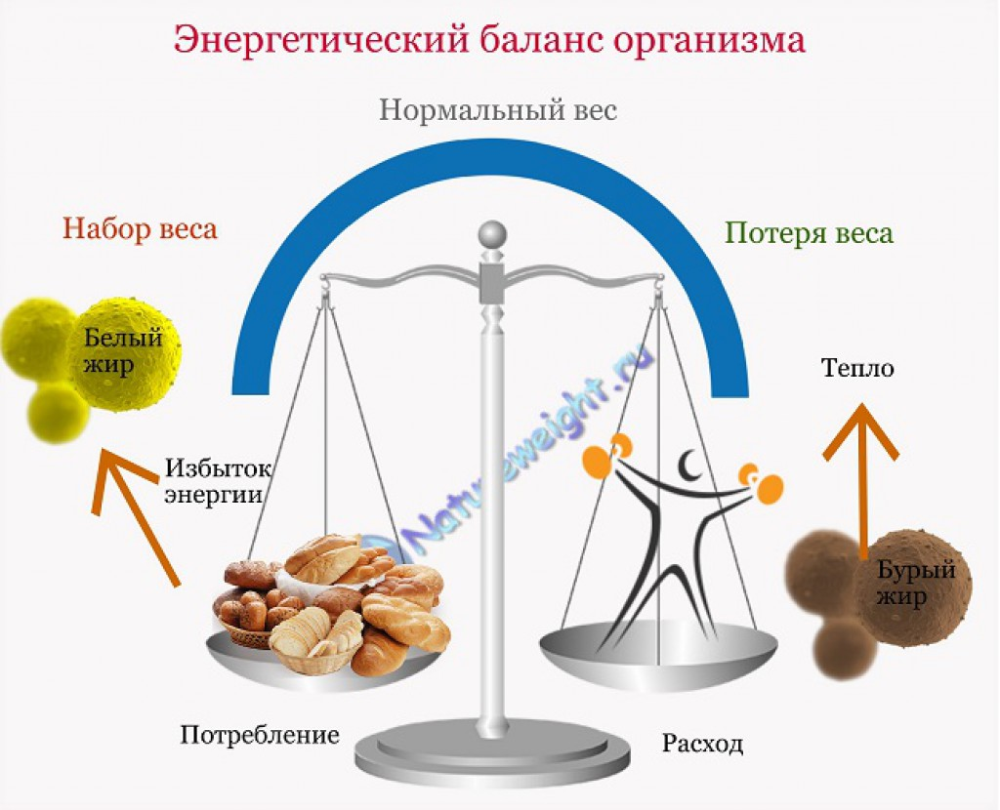 Энергетический баланс организма
Нормальный вес
Набор веса
Потеря веса
Белый
жир
Тепло
Избыток
энергии
Natureweight.ru
Бурый
жир
Потребление
Расход